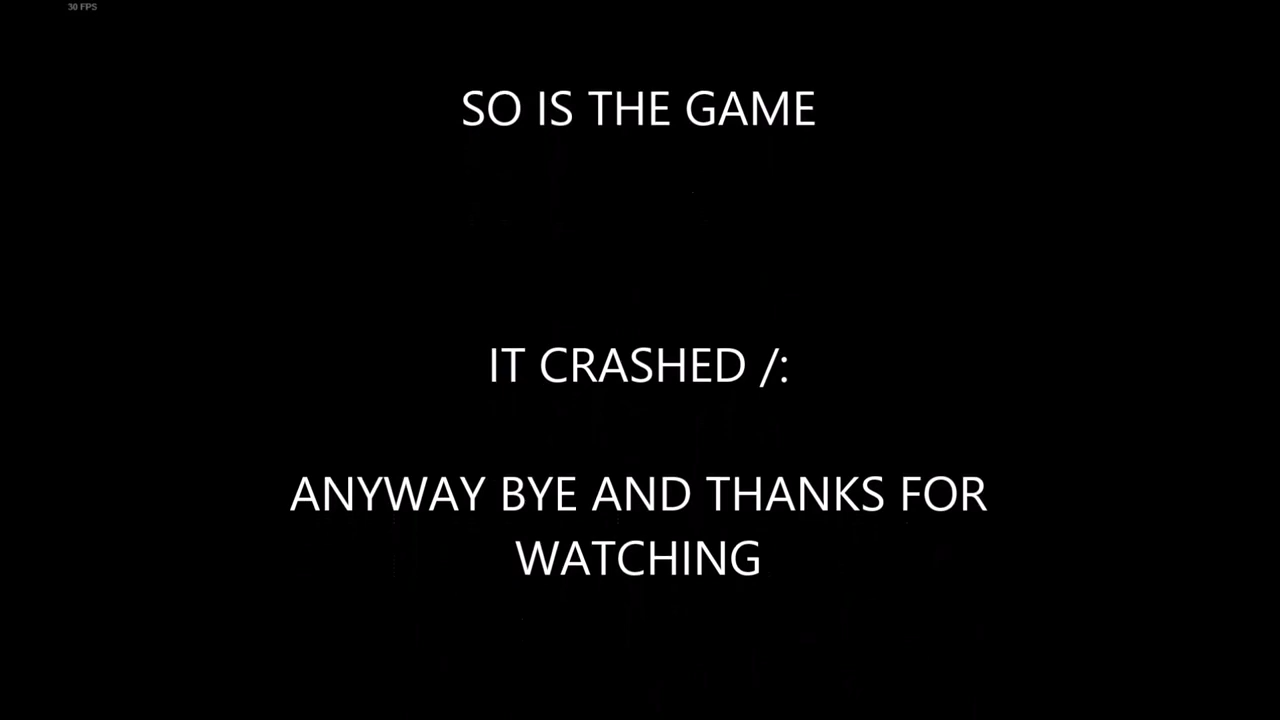 30 FPS
SO IS THE GAME
IT CRASHED /:
ANYWAY BYE AND THANKS FOR
WATCHING